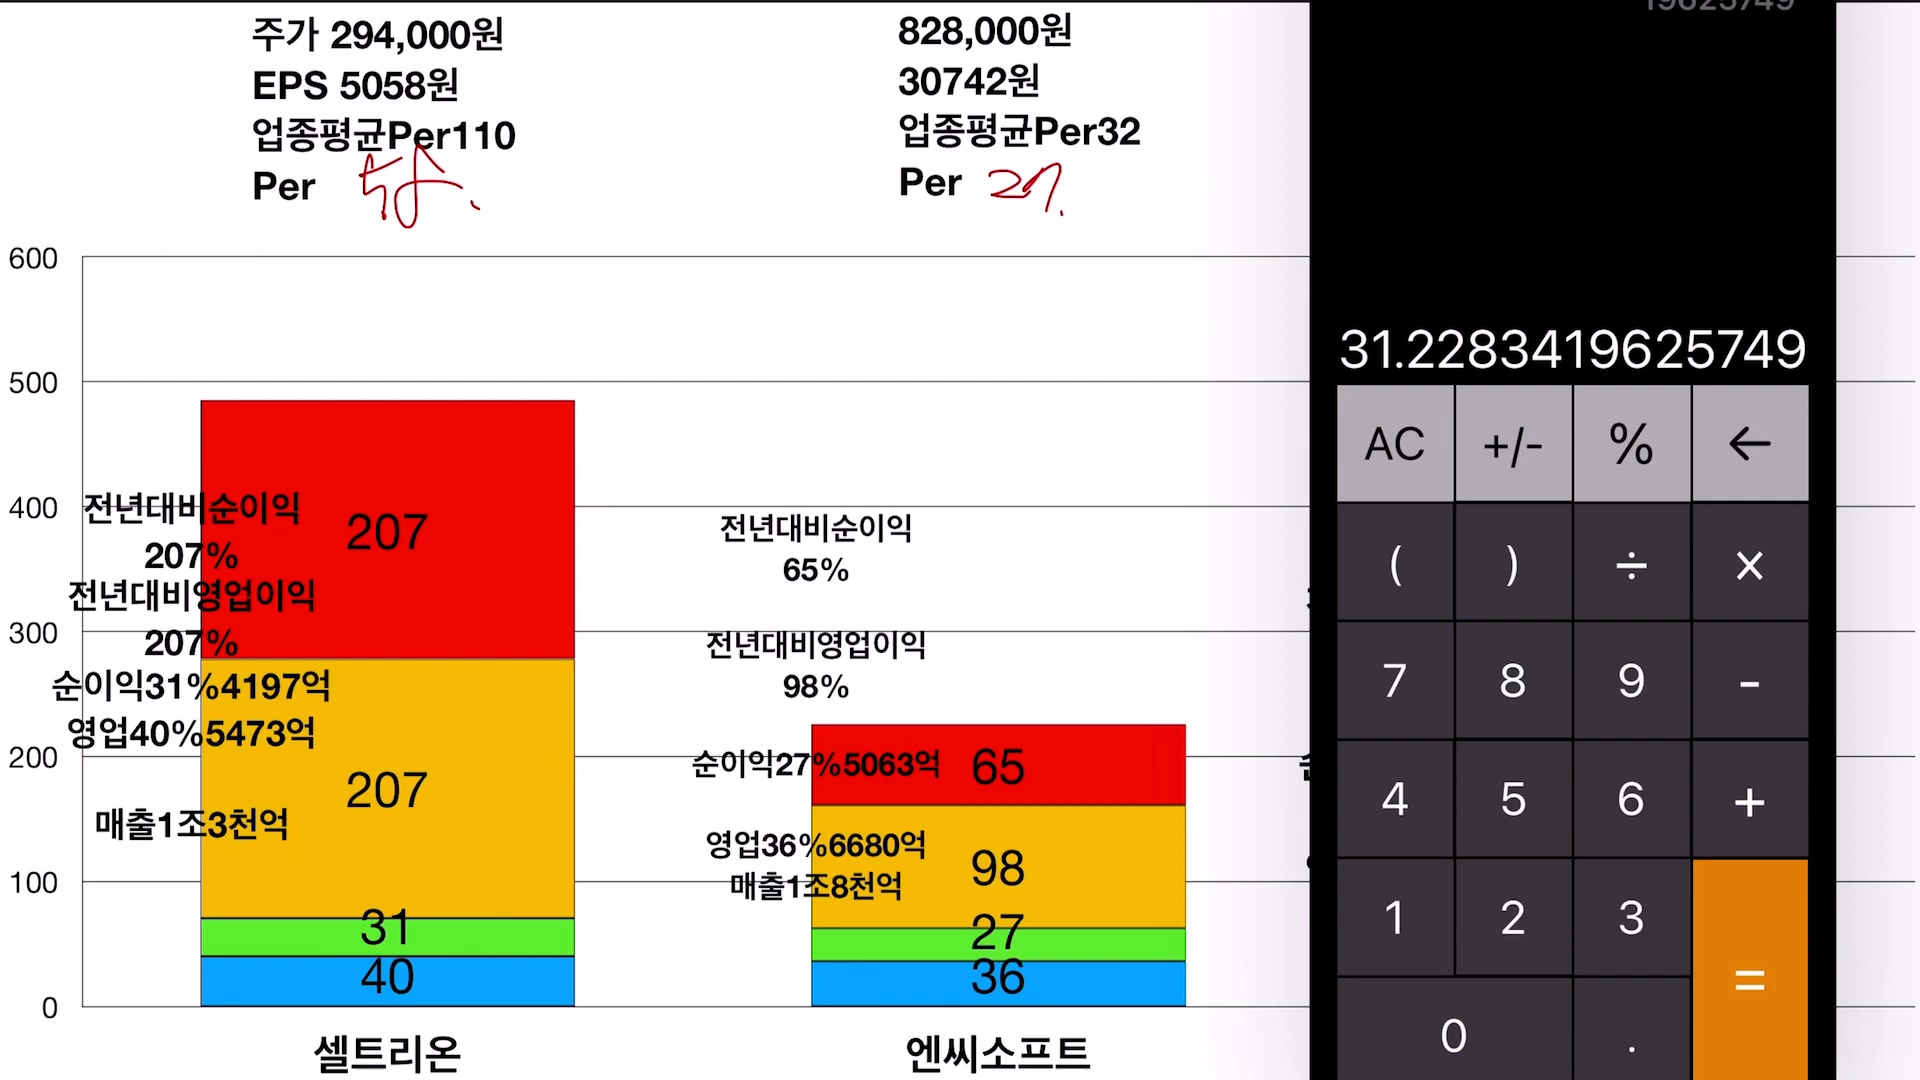 주가 294,000원
EPS 5058원
업종평균Per110
Per
828,000원
30742원
업종평균Per32
Per 27.
31.2283419625749
AC +/- % ←
( ) ÷ ×
7 8 9 -
4 5 6 +
1 2 3
0 . =
600
500
400
300
200
100
0
전년대비순이익
207%
전년대비영업이익
207%
순이익31%4197억
영업40%5473억
매출1조3천억
207
207
31
40
셀트리온
전년대비순이익
65%
전년대비영업이익
98%
순이익27%5063억
영업36%6680억
매출1조8천억
65
98
27
36
엔씨소프트